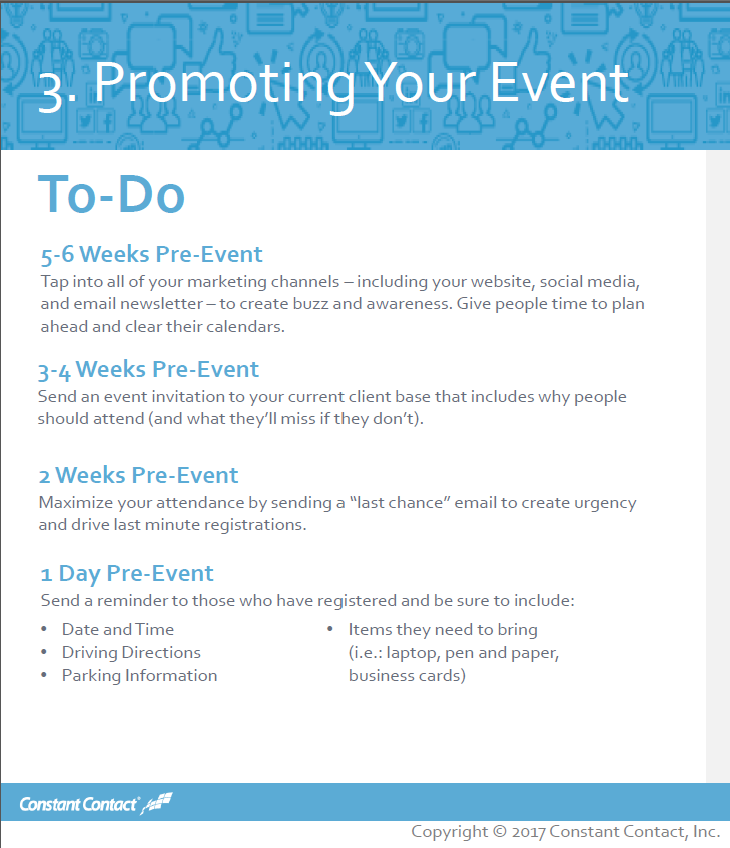 3. Promoting Your Event
To-Do
5-6 Weeks Pre-Event
Tap into all of your marketing channels – including your website, social media,
and email newsletter – to create buzz and awareness. Give people time to plan
ahead and clear their calendars.
3-4 Weeks Pre-Event
Send an event invitation to your current client base that includes why people
should attend (and what they’ll miss if they don’t).
2 Weeks Pre-Event
Maximize your attendance by sending a “last chance” email to create urgency
and drive last minute registrations.
1 Day Pre-Event
Send a reminder to those who have registered and be sure to include:
• Date and Time
• Driving Directions
• Parking Information
• Items they need to bring
(i.e.: laptop, pen and paper,
business cards)
Constant Contact®
Copyright © 2017 Constant Contact, Inc.